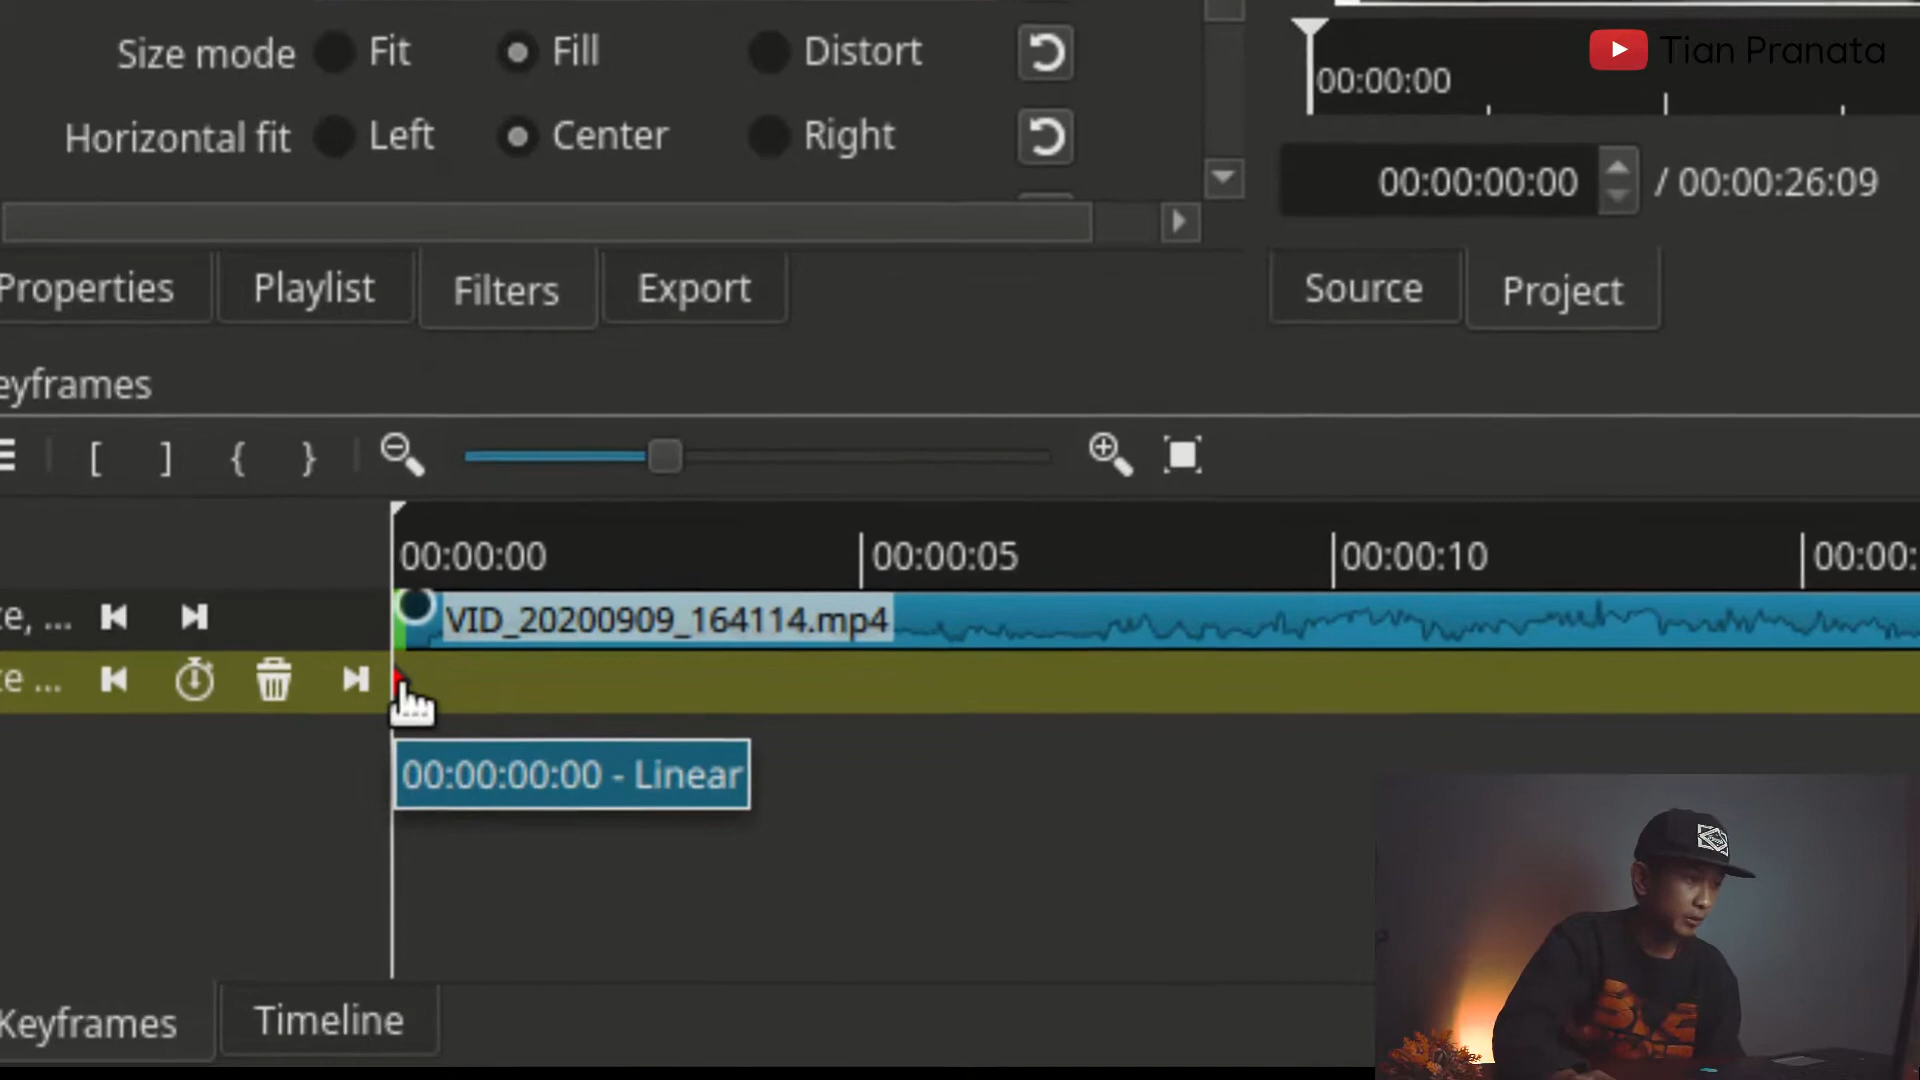 Size mode Fit Fill Distort
Horizontal fit Left Center Right
00:00:00
Tian Pranata
00:00:00:00 / 00:00:26:09
Properties Playlist Filters Export
Source Project
eyframes
[ ] { }
00:00:00 00:00:05 00:00:10 00:00:
te, ...
VID_20200909_164114.mp4
te ...
00:00:00:00 - Linear
Keyframes Timeline